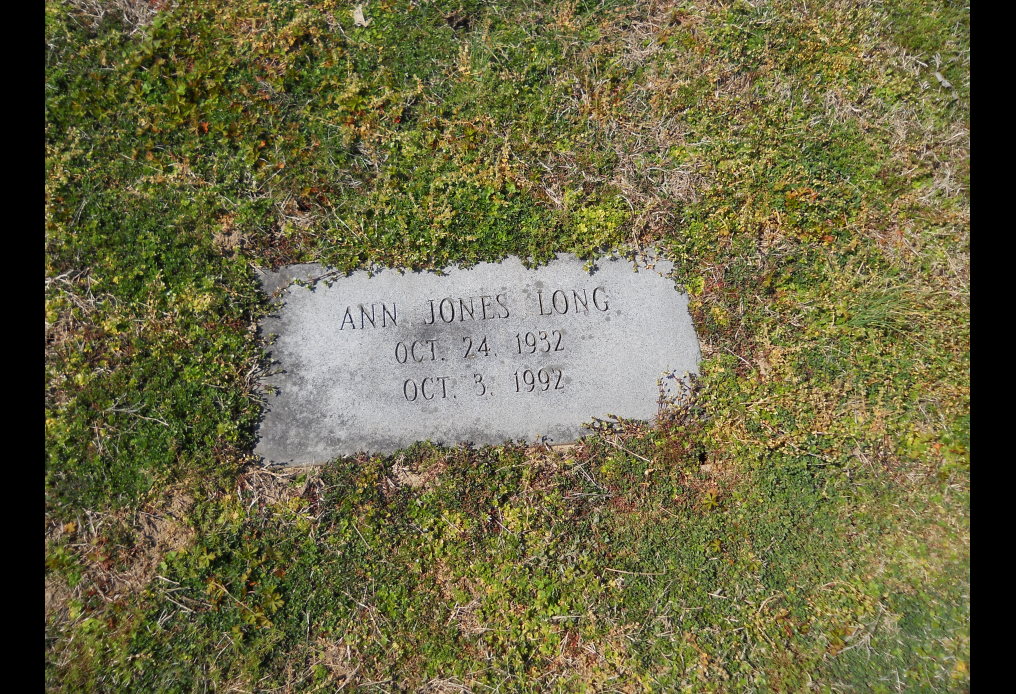 ANN JONES LONG
OCT. 24, 1932
OCT. 3, 1992